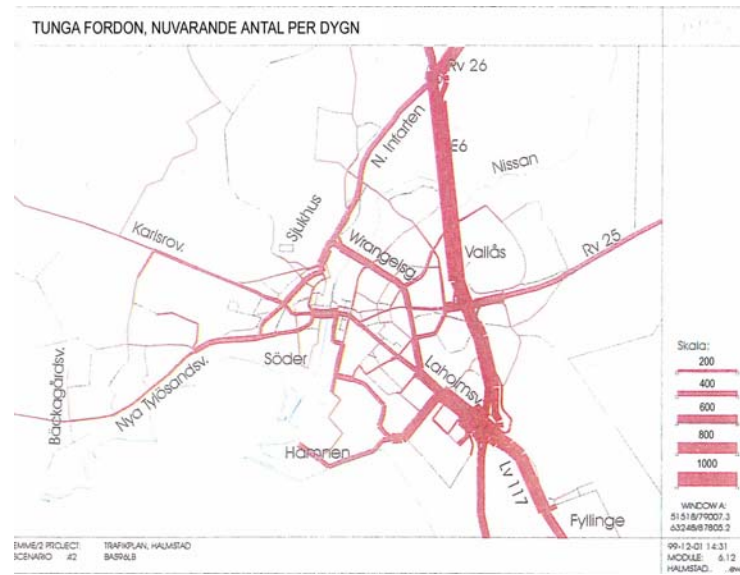 TUNGA FORDON, NUVARANDE ANTAL PER DYGN
Rv 26
N. Infarten
E6
Nissan
Sjukhus
Karlsrov.
Wrangelsg.
Vallås
Rv 25
Söder
Laholmsv.
Nya Tylösandsv.
Bäckagårdsv.
Hamnen
Lv 117
Fyllinge
Skala:
200
400
600
800
1000
WINDOW A:
51518/79007.3
63248/87805.2
EMME/2 PROJECT: TRAFIKPLAN, HALMSTAD
SCENARIO #2 BAS96LB
99-12-01 14:31
MODULE: 6.12
HALMSTAD..